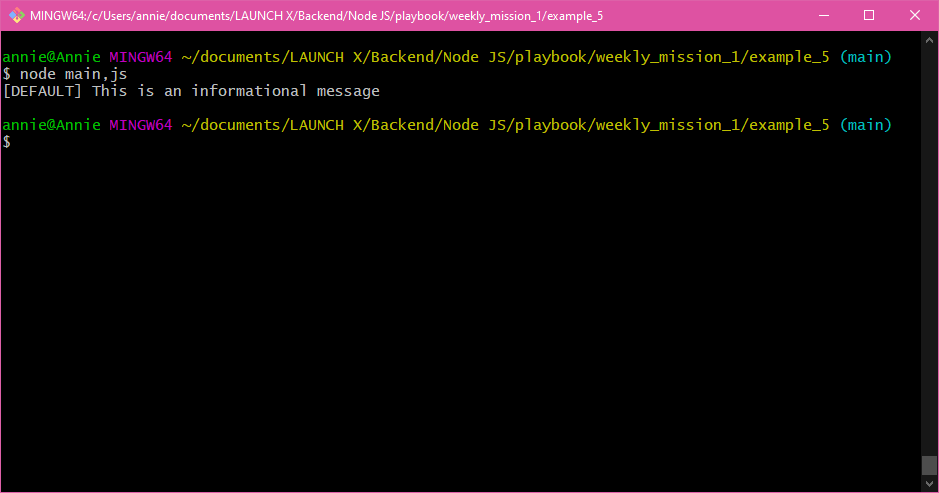 MINGW64:/c/Users/annie/documents/LAUNCH X/Backend/Node JS/playbook/weekly_mission_1/example_5
annie@Annie MINGW64 ~/documents/LAUNCH X/Backend/Node JS/playbook/weekly_mission_1/example_5 (main)
$ node main,js
[DEFAULT] This is an informational message
annie@Annie MINGW64 ~/documents/LAUNCH X/Backend/Node JS/playbook/weekly_mission_1/example_5 (main)
$